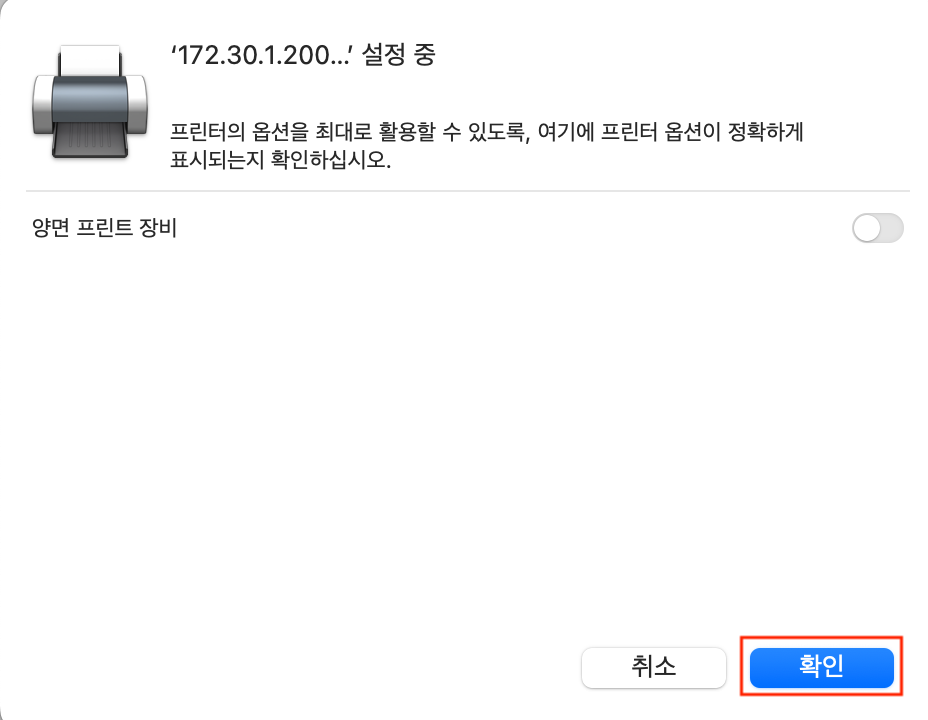 ‘172.30.1.200...’ 설정 중
프린터의 옵션을 최대로 활용할 수 있도록, 여기에 프린터 옵션이 정확하게
표시되는지 확인하십시오.
양면 프린트 장비
취소
확인